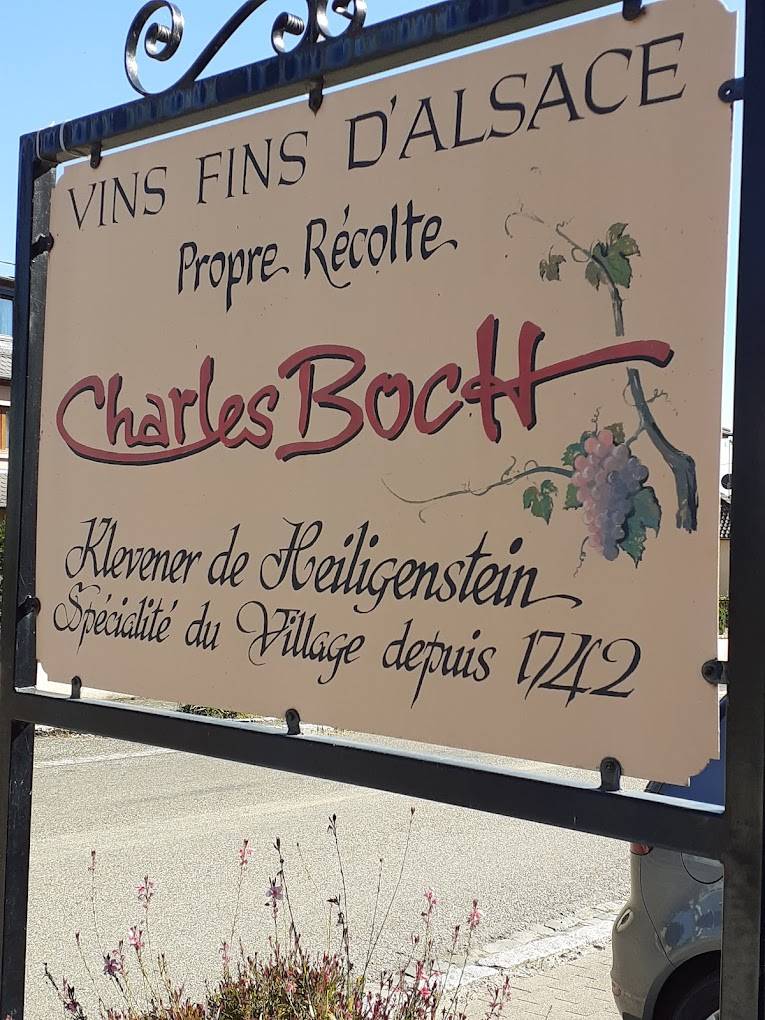 VINS FINS D'ALSACE
Propre Récolte
Charles BocH
Klevener de Heiligenstein
Spécialité du Village depuis 1742